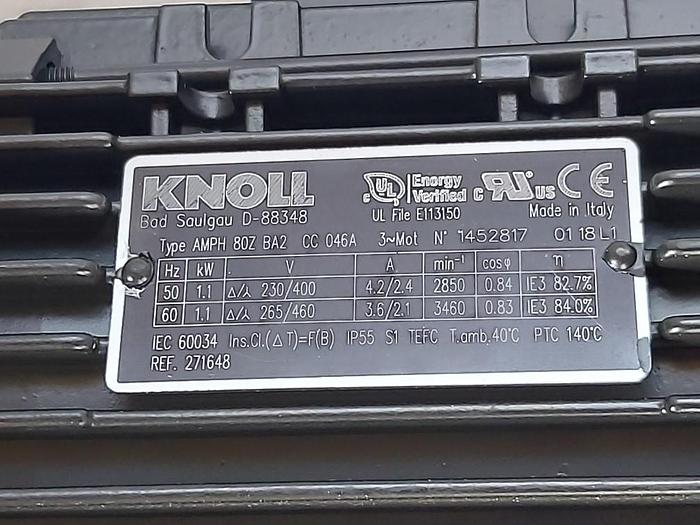 KNOLL
Bad Saulgau D-88348
c UL Energy Verified c RU US CE
UL File E113150 Made in Italy
Type AMPH 80Z BA2 CC 046A 3~Mot N° 1452817 01 18 L1
Hz kW V A min⁻¹ cosφ η
50 1.1 Δ/⅄ 230/400 4.2/2.4 2850 0.84 IE3 82.7%
60 1.1 Δ/⅄ 265/460 3.6/2.1 3460 0.83 IE3 84.0%
IEC 60034 Ins.Cl.(ΔT)=F(B) IP55 S1 TEFC T.amb.40°C PTC 140°C
REF. 271648